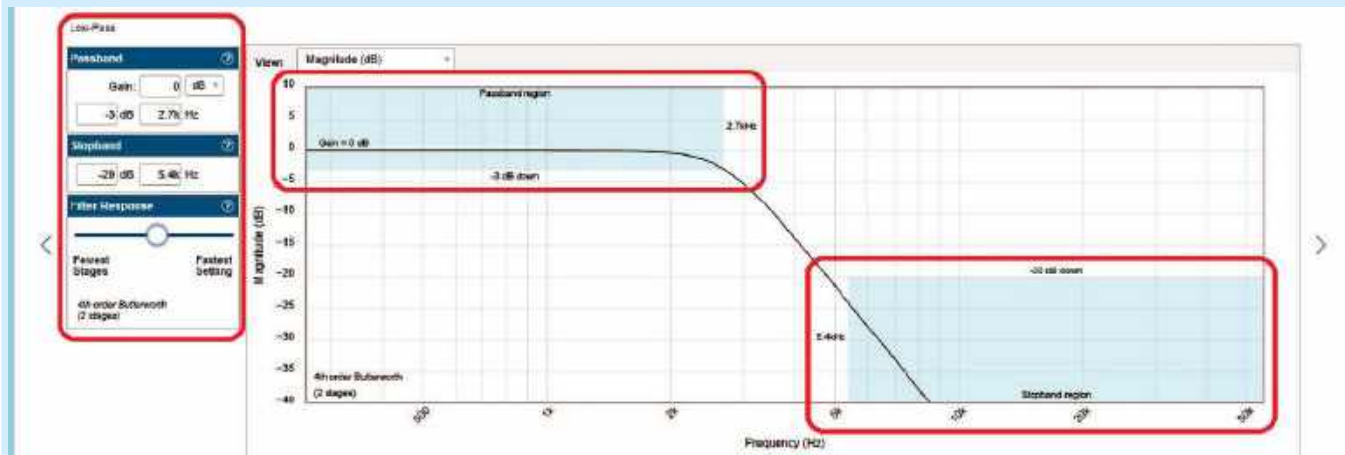 Low-Pass
Passband
Gain: 0 dB
-3 dB 2.7k Hz
Stopband
-20 dB 5.4k Hz
Filter Response
Fewest Stages
Fastest Setting
4th order Butterworth
(2 stages)
View: Magnitude (dB)
Magnitude (dB)
10
5
0
-5
-10
-15
-20
-25
-30
-35
-40
Passband region
2.7kHz
Gain = 0 dB
-3 dB down
-20 dB down
5.4kHz
Stopband region
4th order Butterworth
(2 stages)
500
1k
2k
5k
10k
20k
50k
Frequency (Hz)